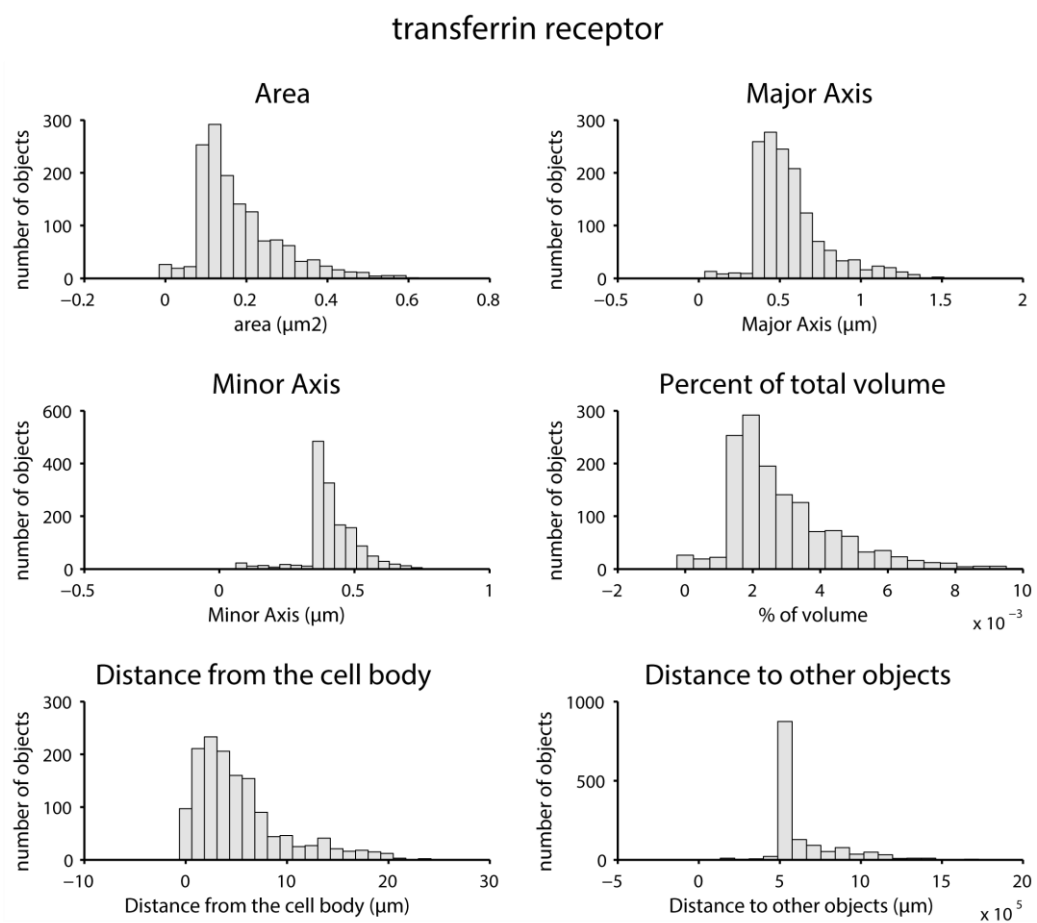 transferrin receptor
Area
number of objects
300
200
100
0
−0.2
0
0.2
0.4
0.6
0.8
area (µm2)
Major Axis
number of objects
300
200
100
0
−0.5
0
0.5
1
1.5
2
Major Axis (µm)
Minor Axis
number of objects
600
400
200
0
−0.5
0
0.5
1
Minor Axis (µm)
Percent of total volume
number of objects
300
200
100
0
−2
0
2
4
6
8
10
% of volume
x 10⁻³
Distance from the cell body
number of objects
300
200
100
0
−10
0
10
20
30
Distance from the cell body (µm)
Distance to other objects
number of objects
1000
500
0
−5
0
5
10
15
20
Distance to other objects (µm)
x 10⁵